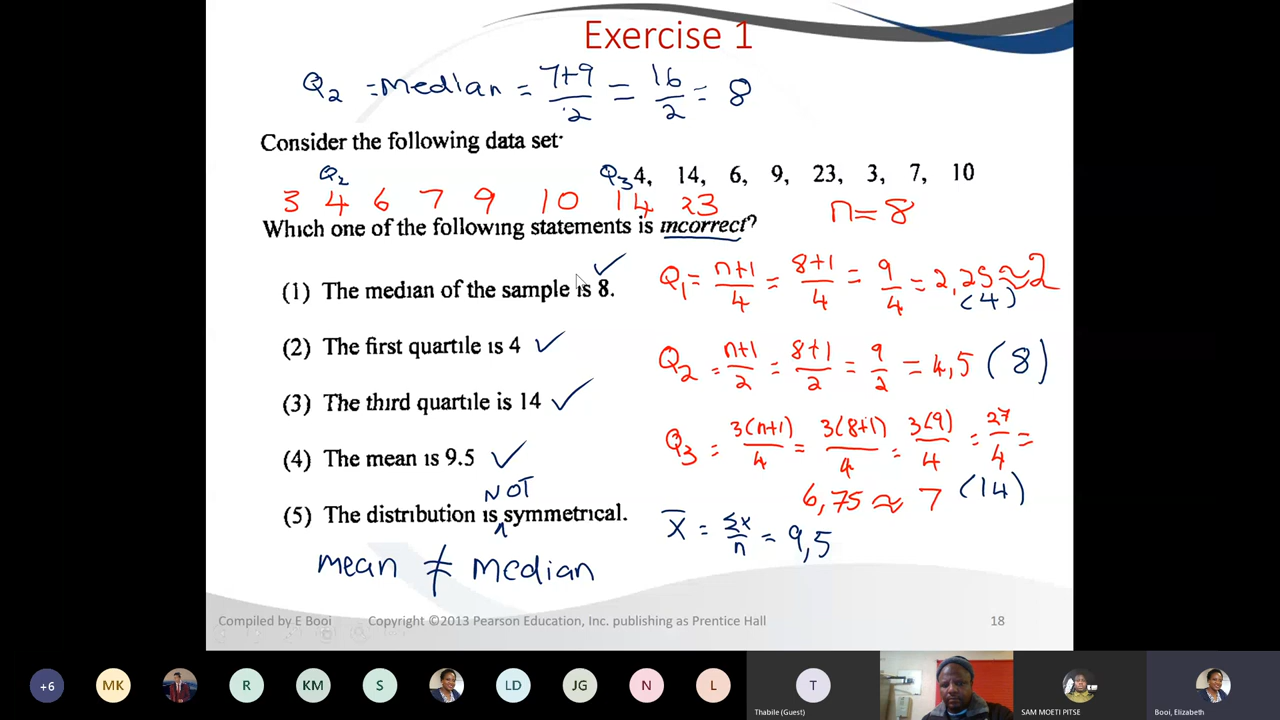 Exercise 1
Q2 = Median = 7+9/2 = 16/2 = 8
Consider the following data set:
Q2 Q3 4, 14, 6, 9, 23, 3, 7, 10
3 4 6 7 9 10 14 23 n = 8
Which one of the following statements is incorrect?
(1) The median of the sample is 8. ✓
Q1 = n+1/4 = 8+1/4 = 9/4 = 2,25 ≈ 2
(4)
(2) The first quartile is 4 ✓
Q2 = n+1/2 = 8+1/2 = 9/2 = 4,5 (8)
(3) The third quartile is 14 ✓
Q3 = 3(n+1)/4 = 3(8+1)/4 = 3(9)/4 = 27/4 =
(4) The mean is 9.5 ✓
6,75 ≈ 7 (14)
NOT
(5) The distribution is ^ symmetrical.
x̄ = Σx/n = 9,5
mean ≠ median
Compiled by E Booi Copyright ©2013 Pearson Education, Inc. publishing as Prentice Hall 18
+6 MK R KM S LD JG N L T
Thabile (Guest) SAM MOETI PITSE Booi, Elizabeth